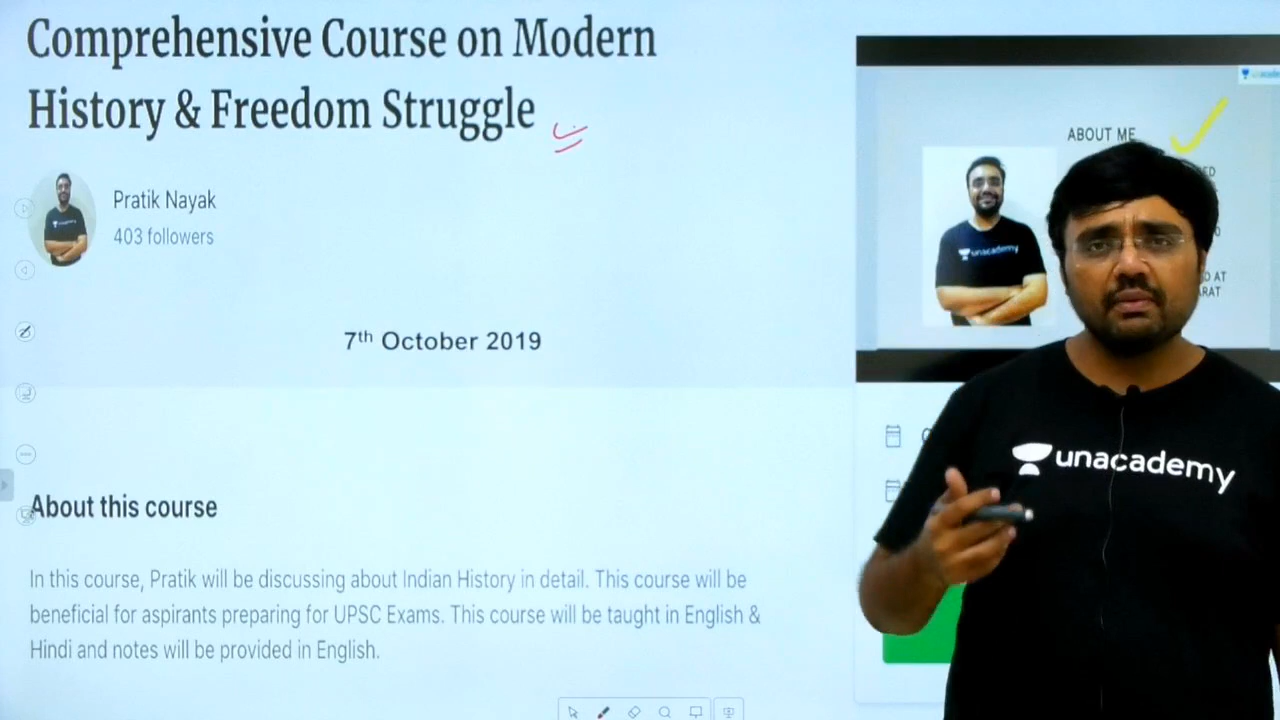 Comprehensive Course on Modern
History & Freedom Struggle
Pratik Nayak
403 followers
7th October 2019
About this course
In this course, Pratik will be discussing about Indian History in detail. This course will be
beneficial for aspirants preparing for UPSC Exams. This course will be taught in English &
Hindi and notes will be provided in English.
unacademy
ABOUT ME
unacademy
unacademy